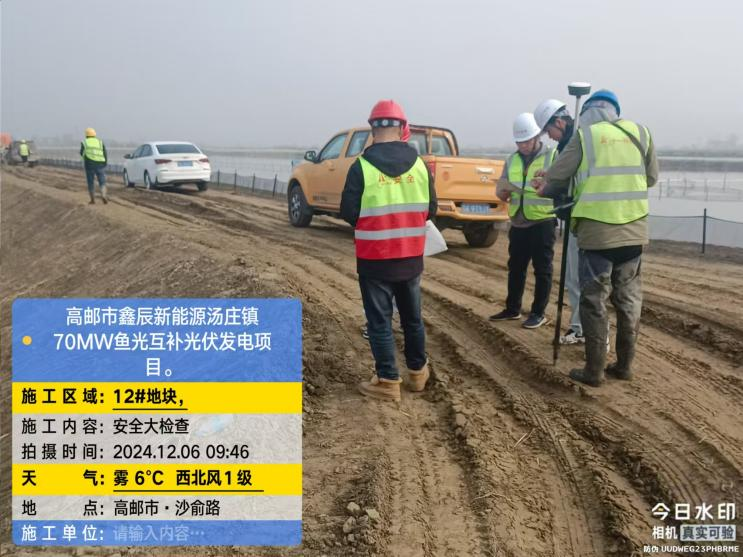 高邮市鑫辰新能源汤庄镇
70MW鱼光互补光伏发电项
目。
施工区域：12#地块，
施工内容：安全大检查
拍摄时间：2024.12.06 09:46
天气：雾 6℃ 西北风1级
地点：高邮市·沙俞路
施工单位：请输入内容…
今日水印
相机 真实可验
防伪 UUDWEG23PHBRME